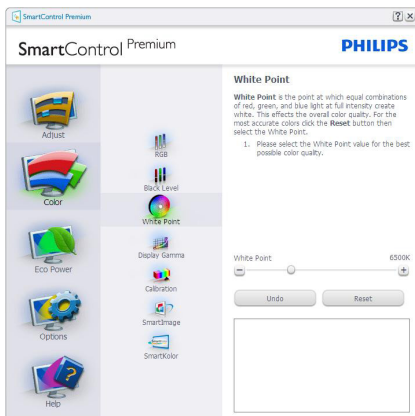 SmartControl Premium
SmartControl Premium
PHILIPS
Adjust
Color
Eco Power
Options
Help
RGB
Black Level
White Point
Display Gamma
Calibration
SmartImage
SmartKolor
White Point
White Point is the point at which equal combinations
of red, green, and blue light at full intensity create
white. This effects the overall color quality. For the
most accurate colors click the Reset button then
select the White Point.
1. Please select the White Point value for the best
possible color quality.
White Point 6500K
Undo Reset